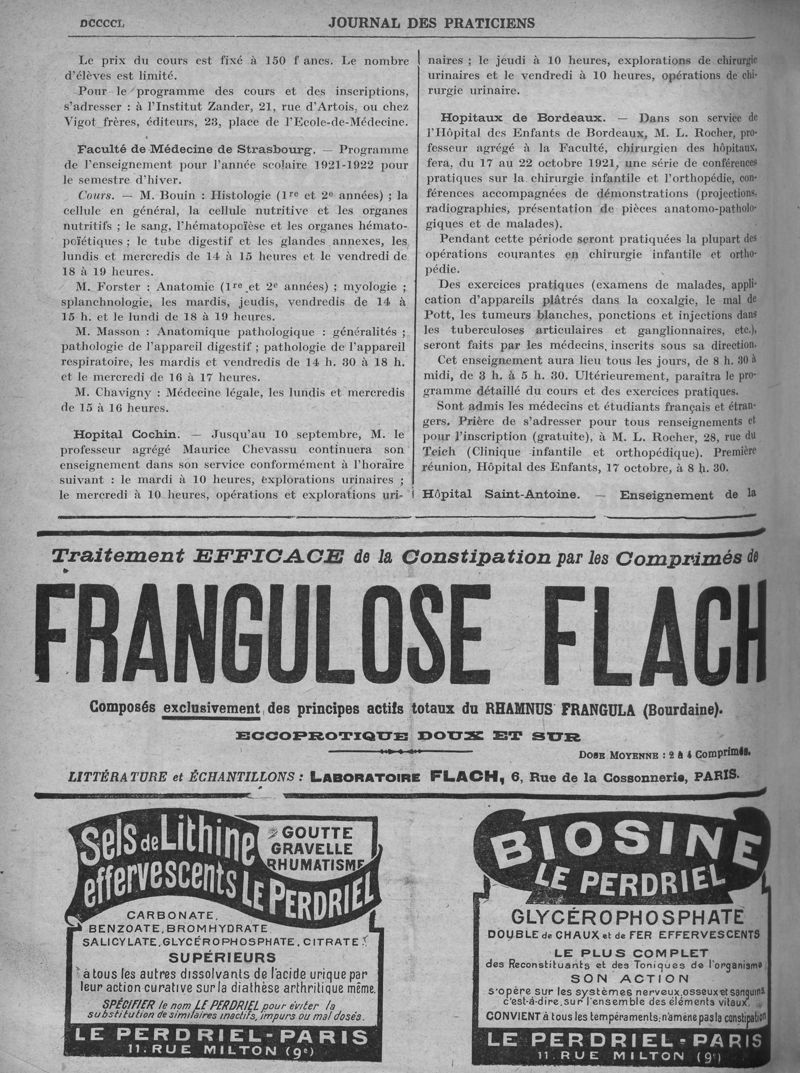 DCCCCL
JOURNAL DES PRATICIENS
Le prix du cours est fixé à 150 f ancs. Le nombre
d'élèves est limité.
Pour le programme des cours et des inscriptions,
s'adresser : à l'Institut Zander, 21, rue d'Artois, ou chez
Vigot frères, éditeurs, 23, place de l'Ecole-de-Médecine.
Faculté de Médecine de Strasbourg. — Programme
de l'enseignement pour l'année scolaire 1921-1922 pour
le semestre d'hiver.
Cours. — M. Bouin : Histologie (1re et 2e années) ; la
cellule en général, la cellule nutritive et les organes
nutritifs ; le sang, l'hématopoïèse et les organes hémato-
poïétiques ; le tube digestif et les glandes annexes, les
lundis et mercredis de 14 à 15 heures et le vendredi de
18 à 19 heures.
M. Forster : Anatomie (1re et 2e années) ; myologie ;
splanchnologie, les mardis, jeudis, vendredis de 14 à
15 h. et le lundi de 18 à 19 heures.
M. Masson : Anatomique pathologique : généralités ;
pathologie de l'appareil digestif ; pathologie de l'appareil
respiratoire, les mardis et vendredis de 14 h. 30 à 18 h.
et le mercredi de 16 à 17 heures.
M. Chavigny : Médecine légale, les lundis et mercredis
de 15 à 16 heures.
Hopital Cochin. — Jusqu'au 10 septembre, M. le
professeur agrégé Maurice Chevassu continuera son
enseignement dans son service conformément à l'horaire
suivant : le mardi à 10 heures, explorations urinaires ;
le mercredi à 10 heures, opérations et explorations uri-
naires ; le jeudi à 10 heures, explorations de chirurgie
urinaires et le vendredi à 10 heures, opérations de chi-
rurgie urinaire.
Hopitaux de Bordeaux. — Dans son service de
l'Hôpital des Enfants de Bordeaux, M. L. Rocher, pro-
fesseur agrégé à la Faculté, chirurgien des hôpitaux,
fera, du 17 au 22 octobre 1921, une série de conférences
pratiques sur la chirurgie infantile et l'orthopédie, con-
férences accompagnées de démonstrations (projections,
radiographies, présentation de pièces anatomo-patholo-
giques et de malades).
Pendant cette période seront pratiquées la plupart des
opérations courantes en chirurgie infantile et ortho-
pédie.
Des exercices pratiques (examens de malades, appli-
cation d'appareils plâtrés dans la coxalgie, le mal de
Pott, les tumeurs blanches, ponctions et injections dans
les tuberculoses articulaires et ganglionnaires, etc.),
seront faits par les médecins inscrits sous sa direction.
Cet enseignement aura lieu tous les jours, de 8 h. 30 à
midi, de 3 h. à 5 h. 30. Ultérieurement, paraîtra le pro-
gramme détaillé du cours et des exercices pratiques.
Sont admis les médecins et étudiants français et étran-
gers. Prière de s'adresser pour tous renseignements et
pour l'inscription (gratuite), à M. L. Rocher, 28, rue du
Teich (Clinique infantile et orthopédique). Première
réunion, Hôpital des Enfants, 17 octobre, à 8 h. 30.
Hôpital Saint-Antoine. — Enseignement de la
Traitement EFFICACE de la Constipation par les Comprimés de
FRANGULOSE FLACH
Composés exclusivement des principes actifs totaux du RHAMNUS FRANGULA (Bourdaine).
ECCOPROTIQUE DOUX ET SUR
DOSE MOYENNE : 2 à 4 Comprimés.
LITTÉRATURE et ÉCHANTILLONS : LABORATOIRE FLACH, 6, Rue de la Cossonnerie, PARIS.
Sels de Lithine
effervescents LE PERDRIEL
GOUTTE
GRAVELLE
RHUMATISME
CARBONATE,
BENZOATE, BROMHYDRATE
SALICYLATE, GLYCÉROPHOSPHATE, CITRATE
SUPÉRIEURS
à tous les autres dissolvants de l'acide urique par
leur action curative sur la diathèse arthritique même.
SPÉCIFIER le nom LE PERDRIEL pour éviter la
substitution de similaires inactifs, impurs ou mal dosés.
LE PERDRIEL-PARIS
11. RUE MILTON (9e)
BIOSINE
LE PERDRIEL
GLYCÉROPHOSPHATE
DOUBLE de CHAUX et de FER EFFERVESCENTS
LE PLUS COMPLET
des Reconstituants et des Toniques de l'organisme
SON ACTION
s'opère sur les systèmes nerveux, osseux et sanguins
c'est-à-dire, sur l'ensemble des éléments vitaux.
CONVIENT à tous les tempéraments; n'amène pas la constipation
LE PERDRIEL-PARIS
11. RUE MILTON (9e)